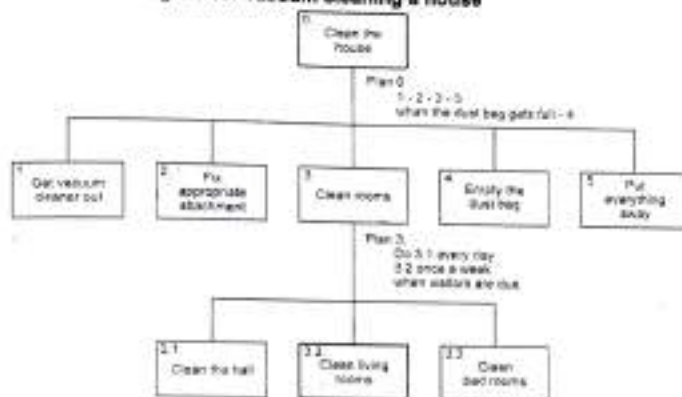 vacuum cleaning a house
0.
Clean the
house
Plan 0
1 - 2 - 3 - 5
when the dust bag gets full - 4
1.
Get vacuum
cleaner out
2.
Fix
appropriate
attachment
3.
Clean rooms
4.
Empty the
dust bag
5.
Put
everything
away
Plan 3.
Do 3.1 every day
3.2 once a week
when visitors are due
3.1
Clean the hall
3.2
Clean living
rooms
3.3
Clean
bed rooms